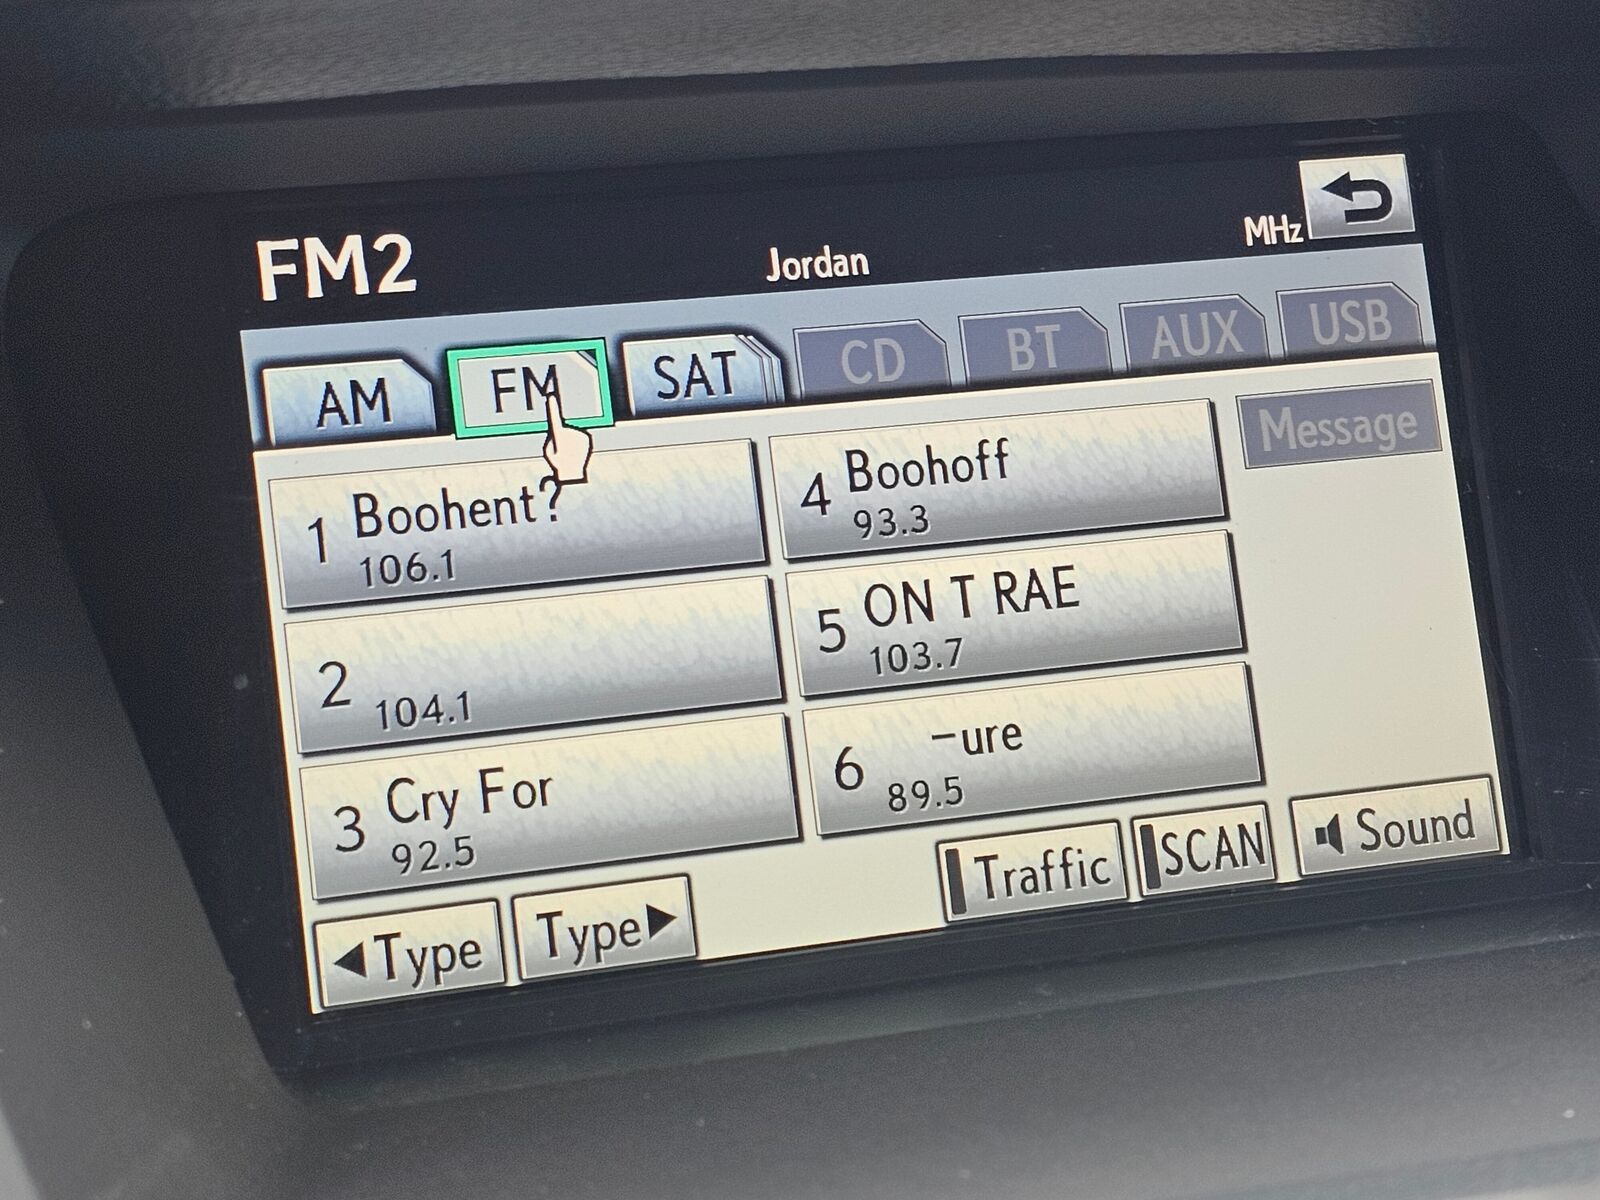 FM2
Jordan
MHz
AM
FM
SAT
CD
BT
AUX
USB
1 Boohent?
106.1
4 Boohoff
93.3
Message
2
104.1
5 ON T RAE
103.7
3 Cry For
92.5
6 -ure
89.5
◀Type
Type▶
Traffic
SCAN
Sound